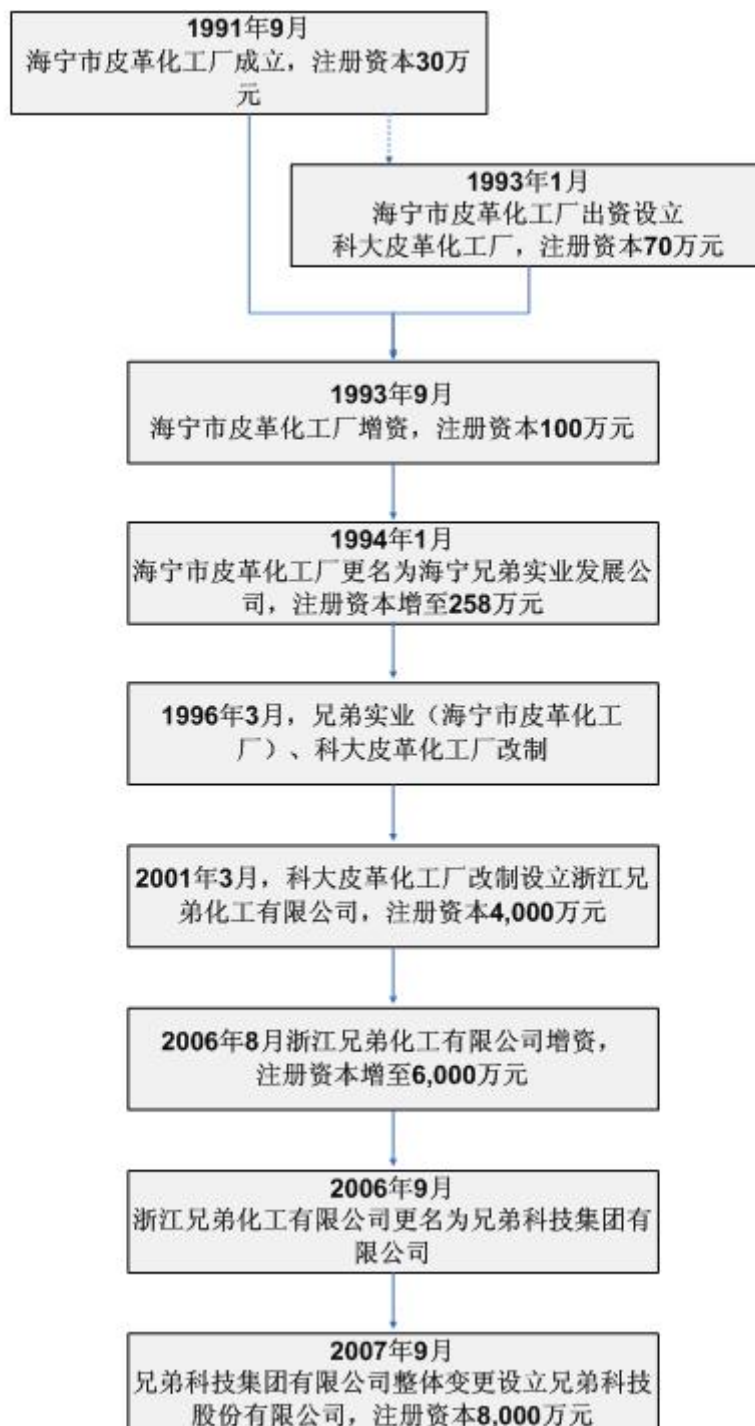 1991年9月
海宁市皮革化工厂成立，注册资本30万
元
1993年1月
海宁市皮革化工厂出资设立
科大皮革化工厂，注册资本70万元
1993年9月
海宁市皮革化工厂增资，注册资本100万元
1994年1月
海宁市皮革化工厂更名为海宁兄弟实业发展公
司，注册资本增至258万元
1996年3月，兄弟实业（海宁市皮革化工
厂）、科大皮革化工厂改制
2001年3月，科大皮革化工厂改制设立浙江兄
弟化工有限公司，注册资本4,000万元
2006年8月浙江兄弟化工有限公司增资，
注册资本增至6,000万元
2006年9月
浙江兄弟化工有限公司更名为兄弟科技集团有
限公司
2007年9月
兄弟科技集团有限公司整体变更设立兄弟科技
股份有限公司，注册资本8,000万元